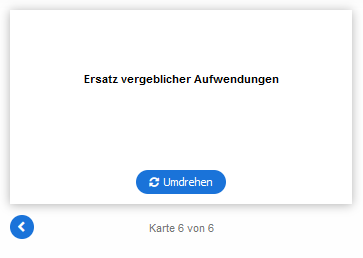 Ersatz vergeblicher Aufwendungen
Umdrehen
Karte 6 von 6